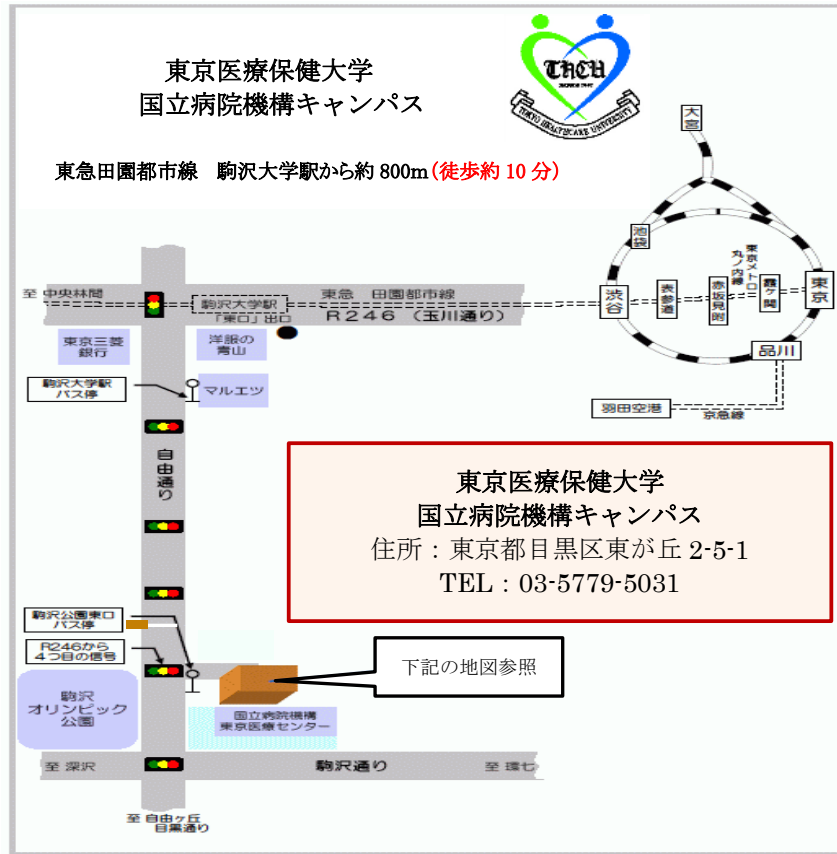 東京医療保健大学
国立病院機構キャンパス
THCU
TOKYO HEALTHCARE UNIVERSITY
東急田園都市線　駒沢大学駅から約 800m(徒歩約 10 分)
大宮
池袋
東京メトロ
丸ノ内線
渋谷
表参道
赤坂見附
霞ヶ関
東京
品川
羽田空港
京急線
至 中央林間
駒沢大学駅
東急　田園都市線
「東口」出口
R246 （玉川通り）
東京三菱
銀行
洋服の
青山
駒沢大学駅
バス停
マルエツ
自由通り
東京医療保健大学
国立病院機構キャンパス
住所：東京都目黒区東が丘 2-5-1
TEL：03-5779-5031
駒沢公園東口
バス停
R246から
4つ目の信号
下記の地図参照
駒沢
オリンピック
公園
国立病院機構
東京医療センター
至 深沢
駒沢通り
至 環七
至 自由ヶ丘
目黒通り